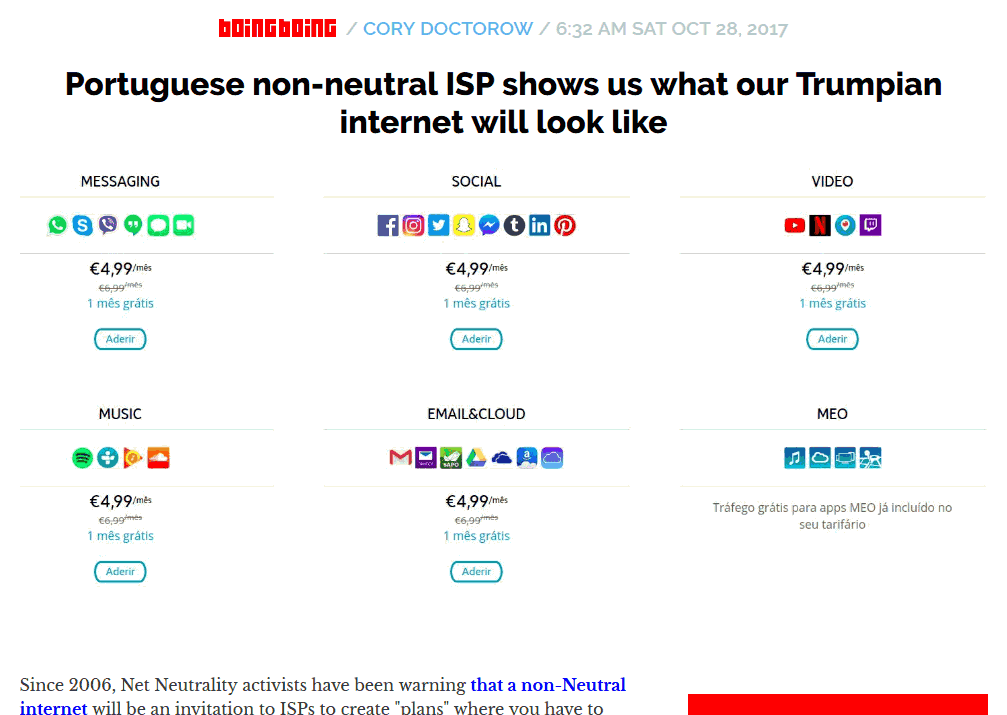 boingboing / CORY DOCTOROW / 6:32 AM SAT OCT 28, 2017
Portuguese non-neutral ISP shows us what our Trumpian
internet will look like
MESSAGING
€4,99/mês
€6,99/mês
1 mês grátis
Aderir
SOCIAL
€4,99/mês
€6,99/mês
1 mês grátis
Aderir
VIDEO
€4,99/mês
€6,99/mês
1 mês grátis
Aderir
MUSIC
€4,99/mês
€6,99/mês
1 mês grátis
Aderir
EMAIL&CLOUD
SAPO
€4,99/mês
€6,99/mês
1 mês grátis
Aderir
MEO
Tráfego grátis para apps MEO já incluído no
seu tarifário
Since 2006, Net Neutrality activists have been warning that a non-Neutral
internet will be an invitation to ISPs to create "plans" where you have to